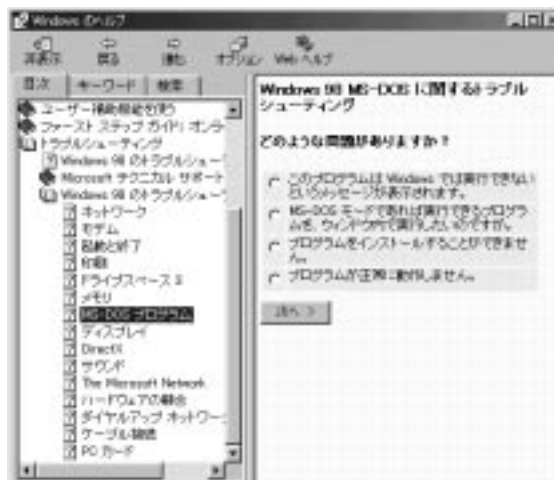 Windows のヘルプ
非表示 戻る 進む オプション Web ヘルプ
目次 キーワード 検索
ユーザー補助機能を使う
ファースト ステップ ガイド: オンラ
トラブルシューティング
Windows 98 のトラブルシュー
Microsoft テクニカル サポート
Windows 98 のトラブルシュー
ネットワーク
モデム
起動と終了
印刷
ドライブスペース 3
メモリ
MS-DOS プログラム
ディスプレイ
DirectX
サウンド
The Microsoft Network
ハードウェアの競合
ダイヤルアップ ネットワー
ケーブル接続
PC カード
Windows 98 MS-DOS に関するトラブル
シューティング
どのような問題がありますか?
このプログラムは Windows では実行できない
というメッセージが表示されます。
MS-DOS モードであれば実行できるプログラ
ムを、ウィンドウ内で実行したいのですが。
プログラムをインストールすることができませ
ん。
プログラムが正常に動作しません。
次へ >